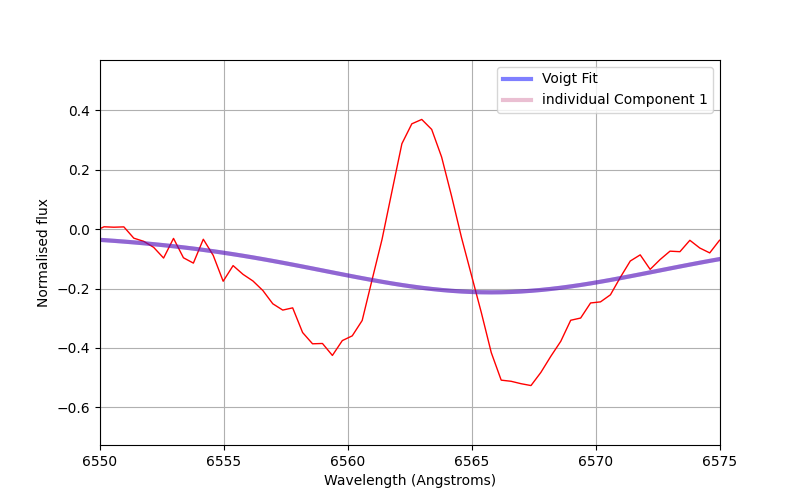 Voigt Fit
individual Component 1
0.4
0.2
0.0
−0.2
−0.4
−0.6
Normalised flux
6550 6555 6560 6565 6570 6575
Wavelength (Angstroms)